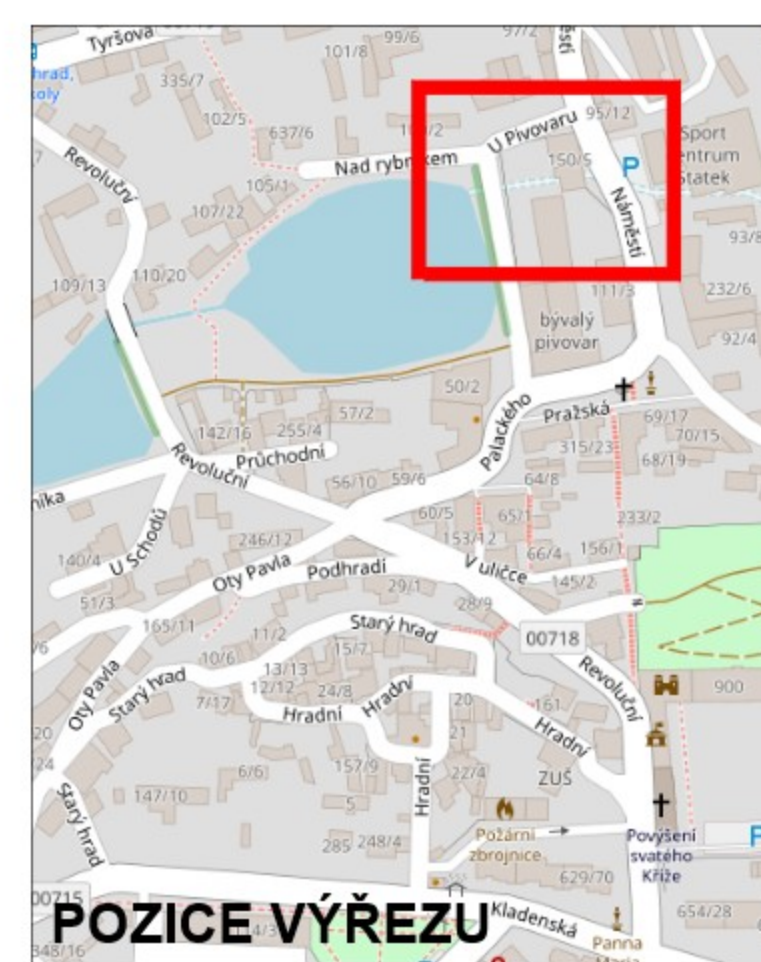 Tyršova
99/6
97/2
101/8
ěstí
hrad,
koly
335/7
102/5
637/6
95/12
U Pivovaru
Sport
entrum
Statek
P
150/5
Nad rybníkem
Revoluční
105/1
107/22
Náměstí
93/8
109/13
110/20
232/6
111/3
bývalý
pivovar
92/4
50/2
Palackého
Pražská
57/2
69/17
70/15
142/16
255/4
315/23
68/19
Průchodní
Revoluční
56/10
59/6
64/8
níka
60/5
65/1
233/2
U Schodů
246/12
153/12
66/4
156/1
140/4
Oty Pavla
Podhradí
V uličce
145/2
51/3
29/1
28/9
165/11
11/2
Starý hrad
00718
15/7
10/6
13/13
Revoluční
Oty Pavla
Starý hrad
12/12
24/8
Hradní
900
7/17
Hradní
20
161
Hradní
20
21
24
6/6
157/9
22/4
ZUŠ
147/10
5
Hradní
Starý hrad
285
248/4
Požární
zbrojnice
Povýšení
svatého
Kříže
P
629/70
00715
POZICE VÝŘEZU
Kladenská
654/28
Panna
Maria
348/16